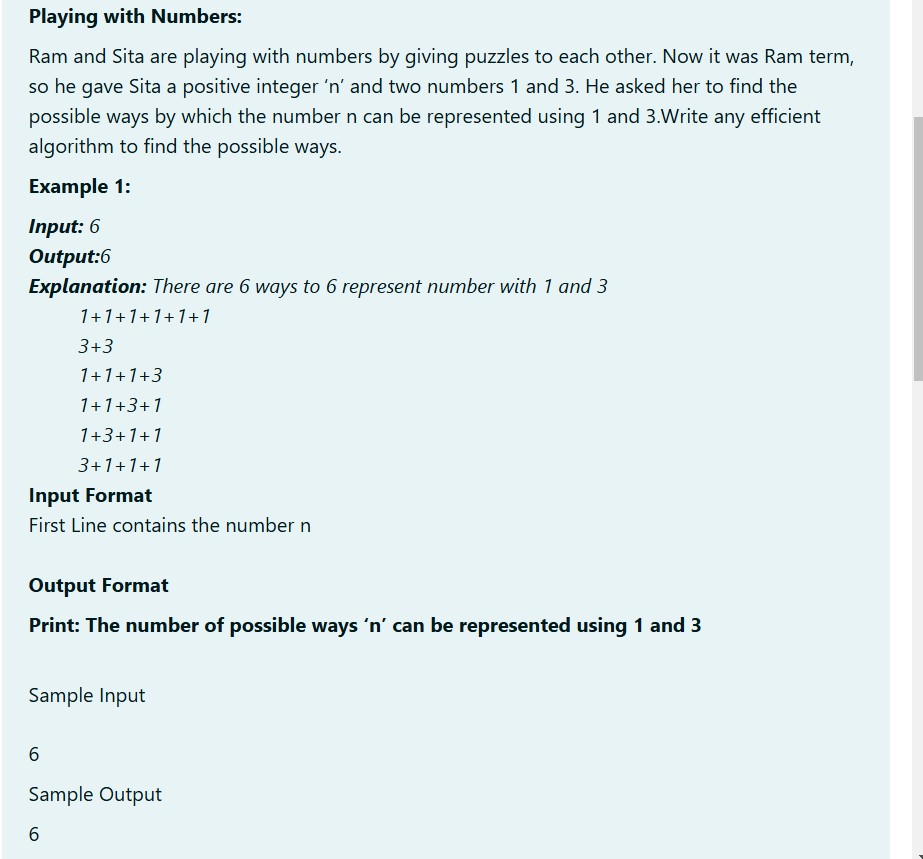 Playing with Numbers:
Ram and Sita are playing with numbers by giving puzzles to each other. Now it was Ram term,
so he gave Sita a positive integer ‘n’ and two numbers 1 and 3. He asked her to find the
possible ways by which the number n can be represented using 1 and 3.Write any efficient
algorithm to find the possible ways.
Example 1:
Input: 6
Output:6
Explanation: There are 6 ways to 6 represent number with 1 and 3
1+1+1+1+1+1
3+3
1+1+1+3
1+1+3+1
1+3+1+1
3+1+1+1
Input Format
First Line contains the number n
Output Format
Print: The number of possible ways ‘n’ can be represented using 1 and 3
Sample Input
6
Sample Output
6